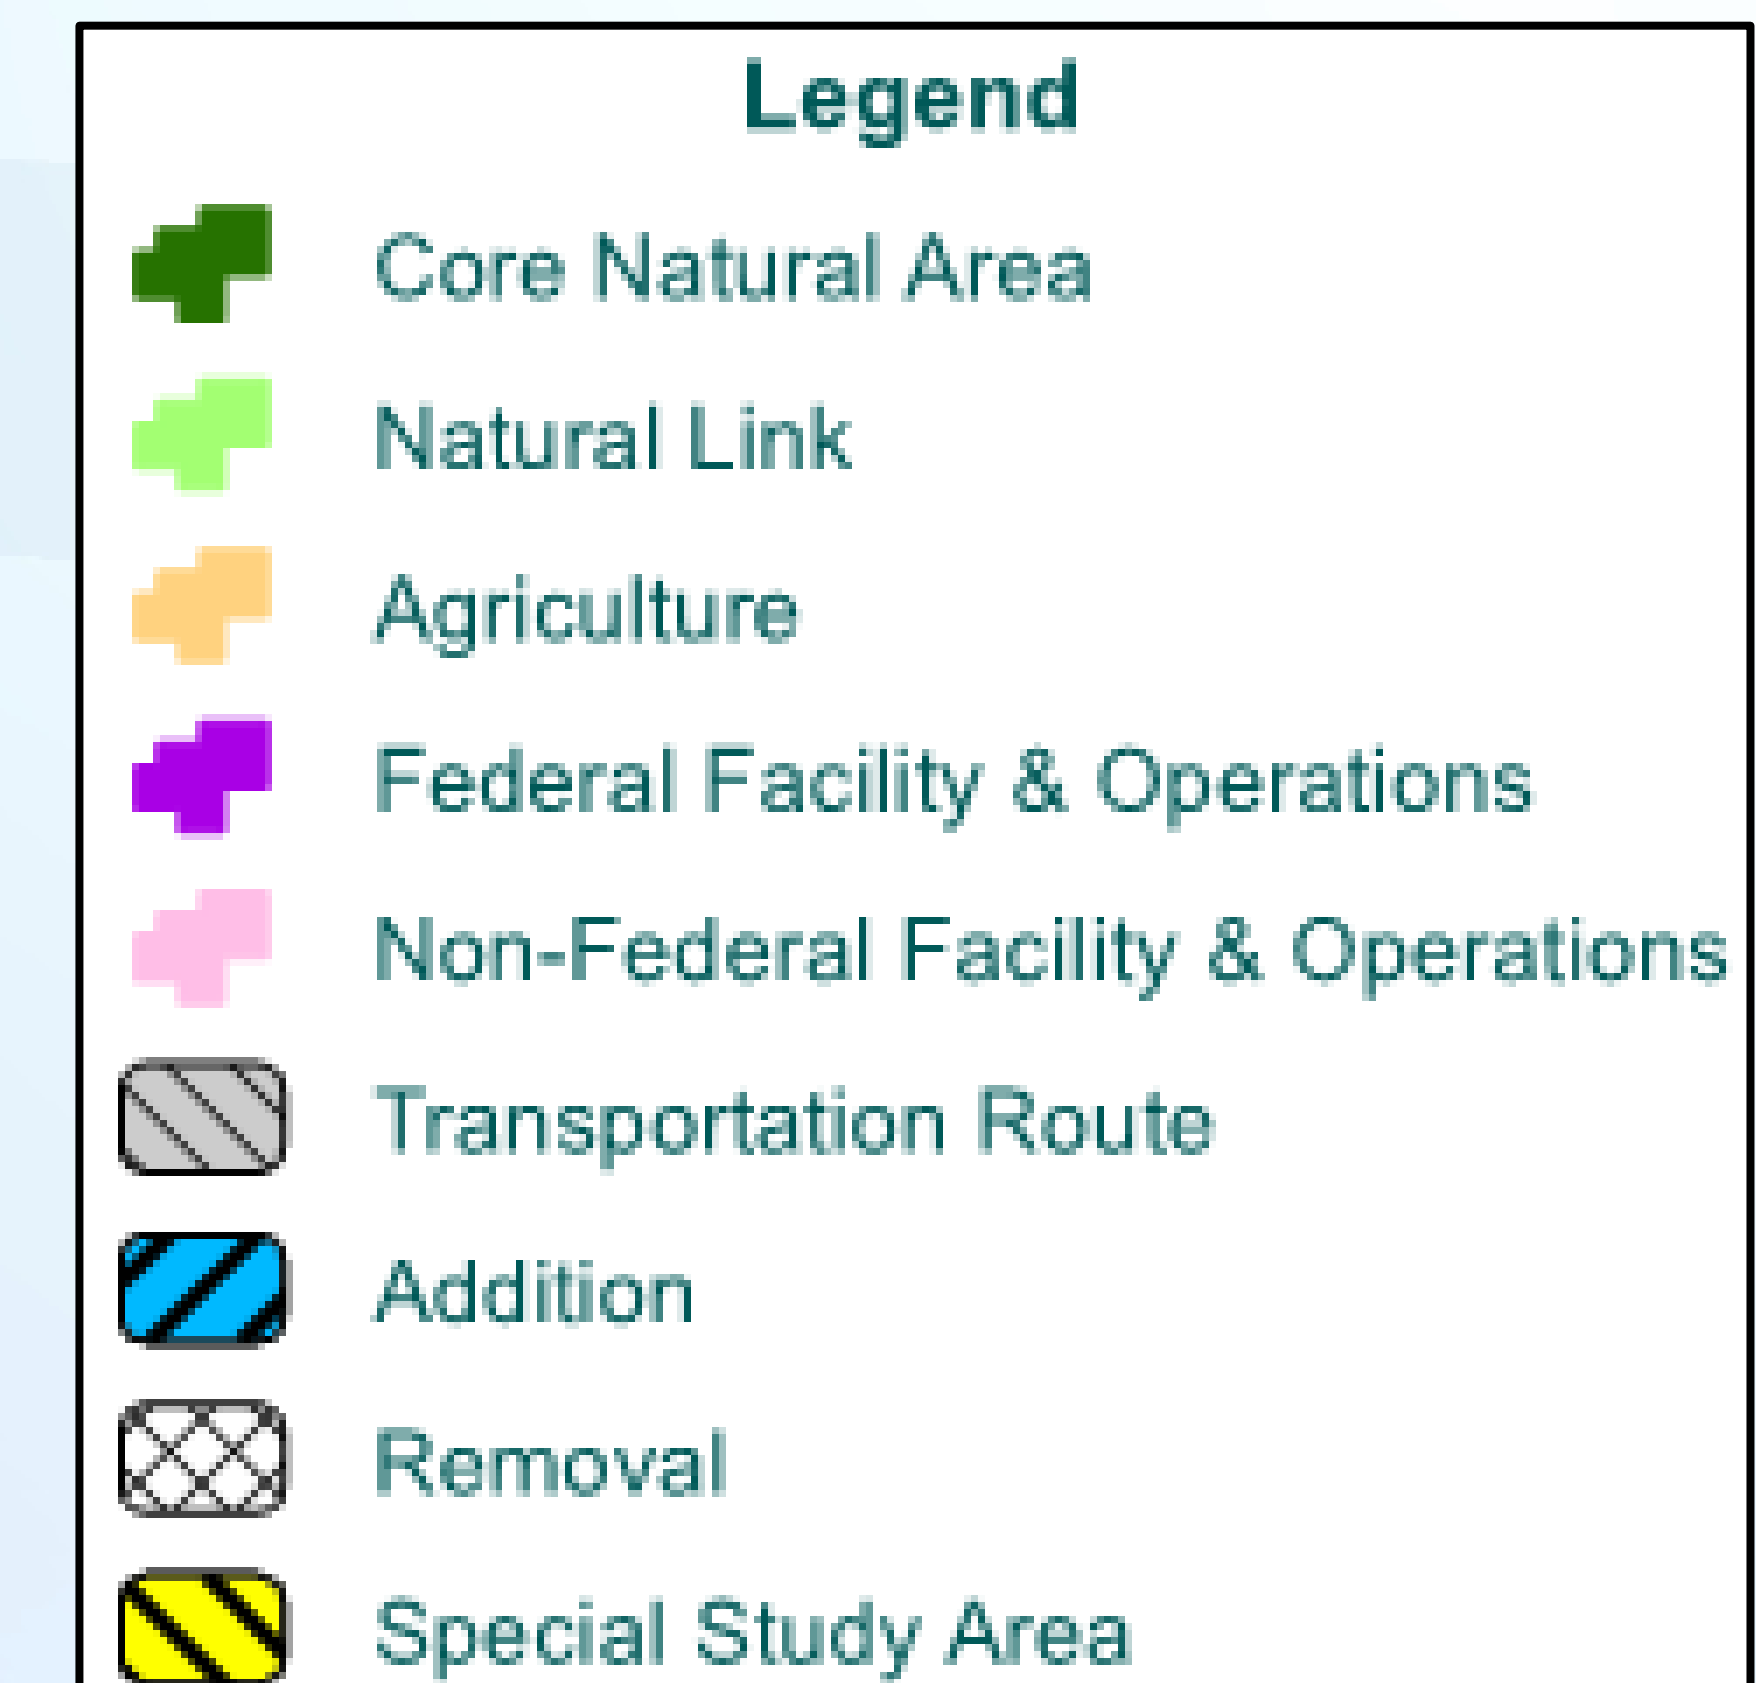 Legend
Core Natural Area
Natural Link
Agriculture
Federal Facility & Operations
Non-Federal Facility & Operations
Transportation Route
Addition
Removal
Special Study Area